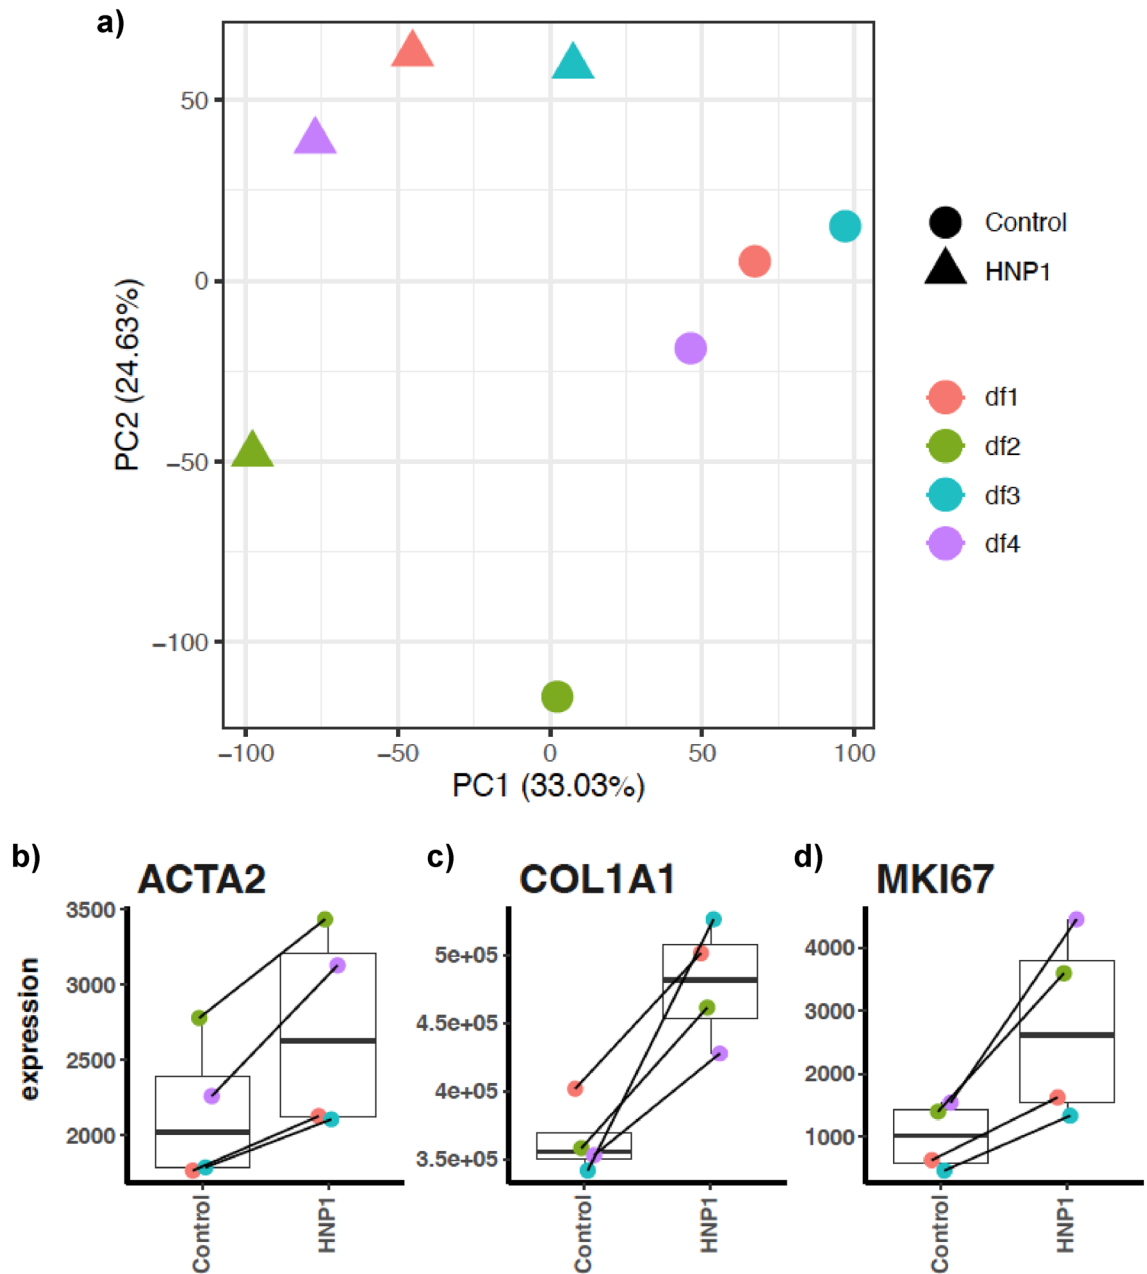 a)
50
0
−50
−100
PC2 (24.63%)
−100 −50 0 50 100
PC1 (33.03%)
Control
HNP1
df1
df2
df3
df4
b) ACTA2
3500
3000
2500
2000
expression
Control HNP1
c) COL1A1
5e+05
4.5e+05
4e+05
3.5e+05
Control HNP1
d) MKI67
4000
3000
2000
1000
Control HNP1